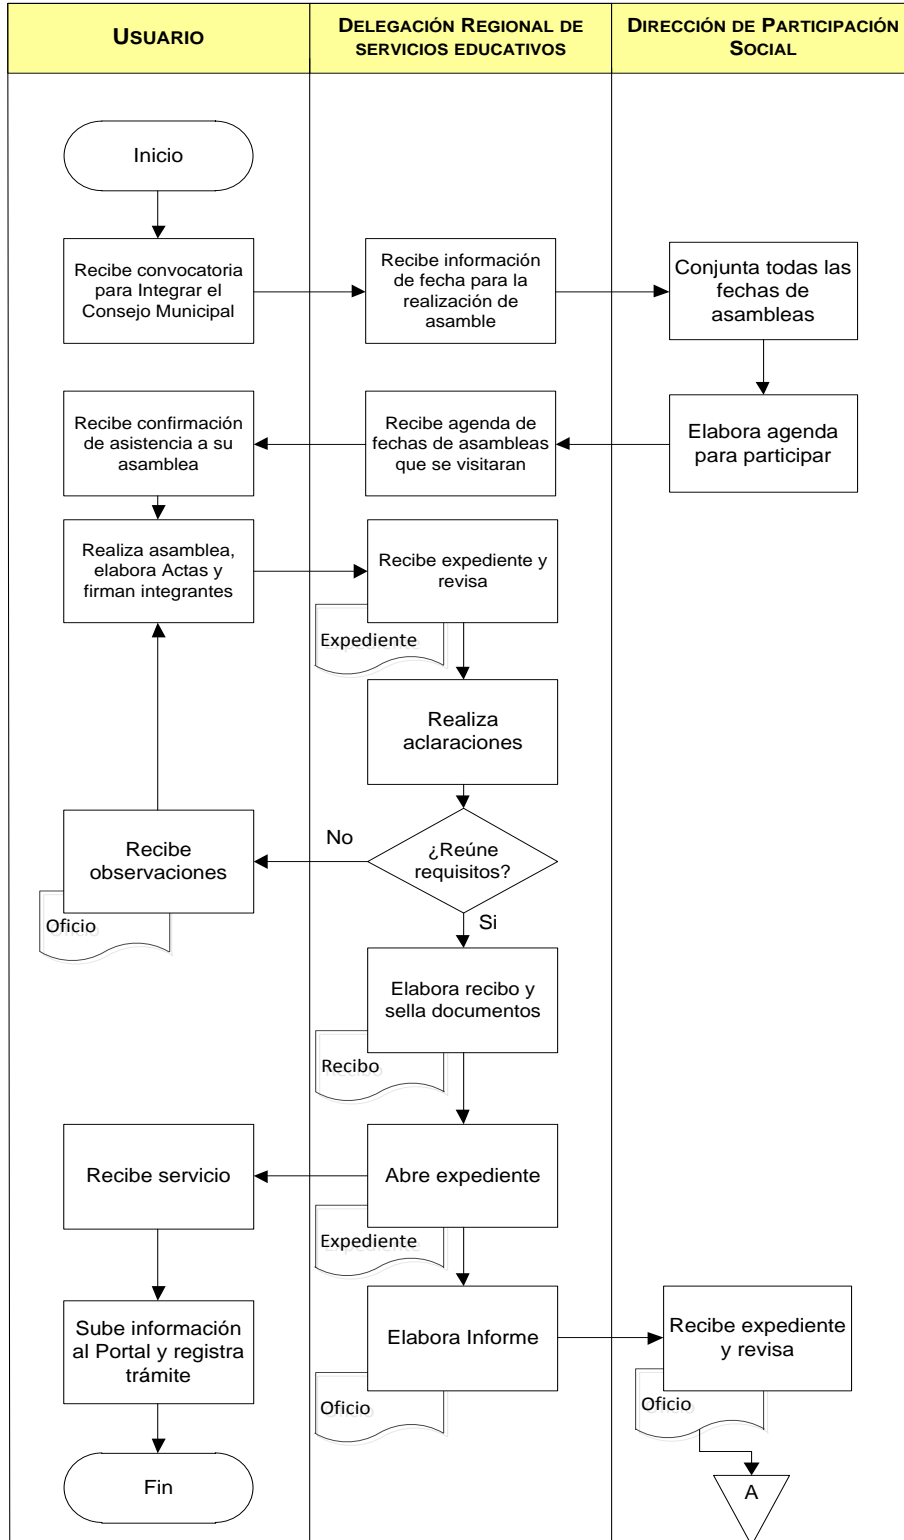 USUARIO
DELEGACIÓN REGIONAL DE
SERVICIOS EDUCATIVOS
DIRECCIÓN DE PARTICIPACIÓN
SOCIAL
Inicio
Recibe convocatoria
para Integrar el
Consejo Municipal
Recibe información
de fecha para la
realización de
asamble
Conjunta todas las
fechas de
asambleas
Recibe confirmación
de asistencia a su
asamblea
Recibe agenda de
fechas de asambleas
que se visitaran
Elabora agenda
para participar
Realiza asamblea,
elabora Actas y
firman integrantes
Recibe expediente y
revisa
Expediente
Realiza
aclaraciones
Recibe
observaciones
Oficio
No
¿Reúne
requisitos?
Si
Elabora recibo y
sella documentos
Recibo
Recibe servicio
Abre expediente
Expediente
Sube información
al Portal y registra
trámite
Elabora Informe
Oficio
Recibe expediente
y revisa
Oficio
Fin
A